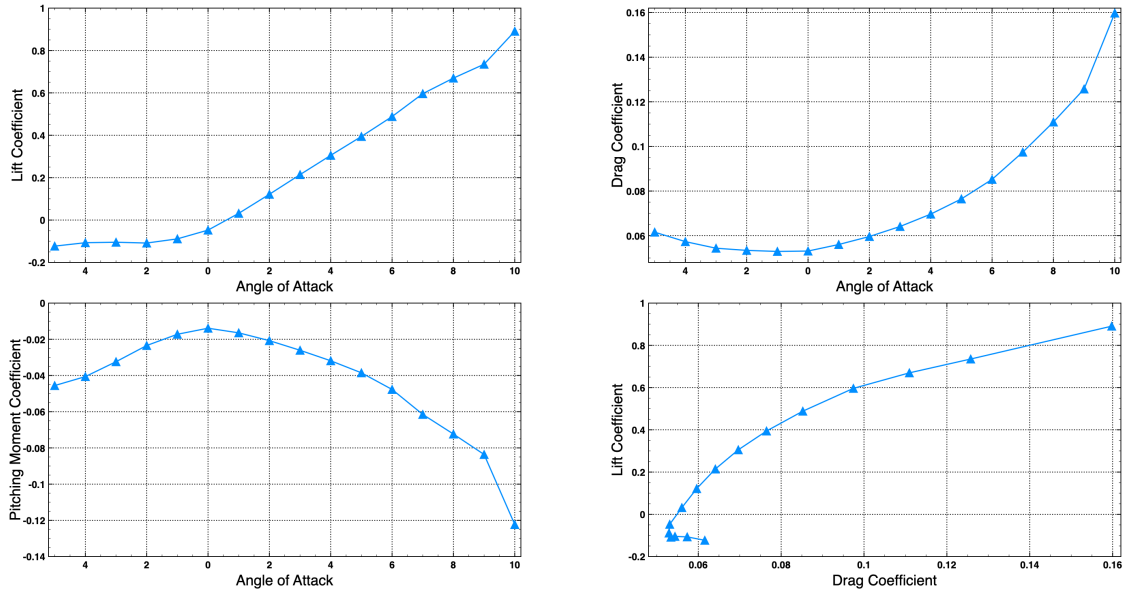 1
0.8
0.6
0.4
0.2
0
-0.2
Lift Coefficient
4 2 0 2 4 6 8 10
Angle of Attack
0.16
0.14
0.12
0.1
0.08
0.06
Drag Coefficient
4 2 0 2 4 6 8 10
Angle of Attack
0
-0.02
-0.04
-0.06
-0.08
-0.1
-0.12
-0.14
Pitching Moment Coefficient
4 2 0 2 4 6 8 10
Angle of Attack
1
0.8
0.6
0.4
0.2
0
-0.2
Lift Coefficient
0.06 0.08 0.1 0.12 0.14 0.16
Drag Coefficient